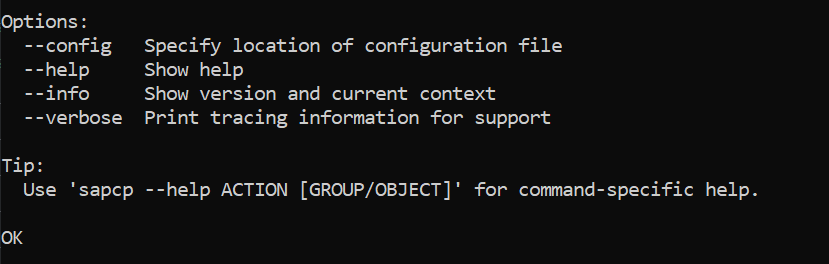 Options:
  --config   Specify location of configuration file
  --help     Show help
  --info     Show version and current context
  --verbose  Print tracing information for support

Tip:
  Use 'sapcp --help ACTION [GROUP/OBJECT]' for command-specific help.

OK